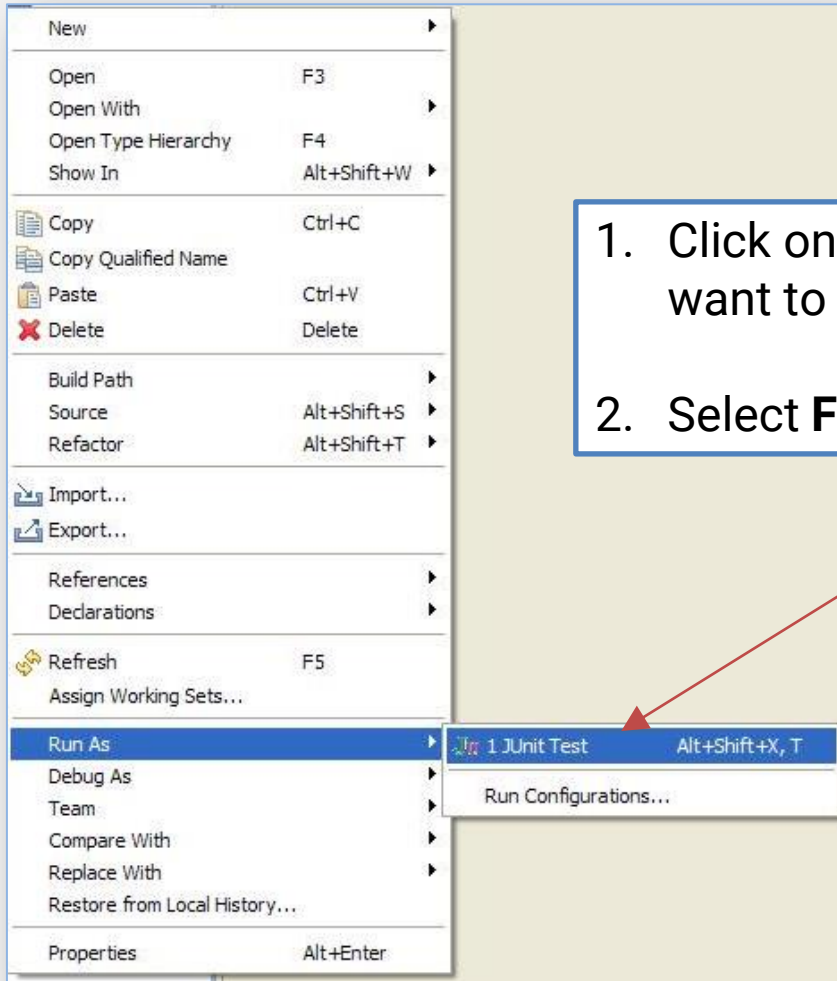 New
Open F3
Open With
Open Type Hierarchy F4
Show In Alt+Shift+W
Copy Ctrl+C
Copy Qualified Name
Paste Ctrl+V
Delete Delete
Build Path
Source Alt+Shift+S
Refactor Alt+Shift+T
Import...
Export...
References
Declarations
Refresh F5
Assign Working Sets...
Run As
Debug As
Team
Compare With
Replace With
Restore from Local History...
Properties Alt+Enter
1 JUnit Test Alt+Shift+X, T
Run Configurations...
1. Click on
want to
2. Select